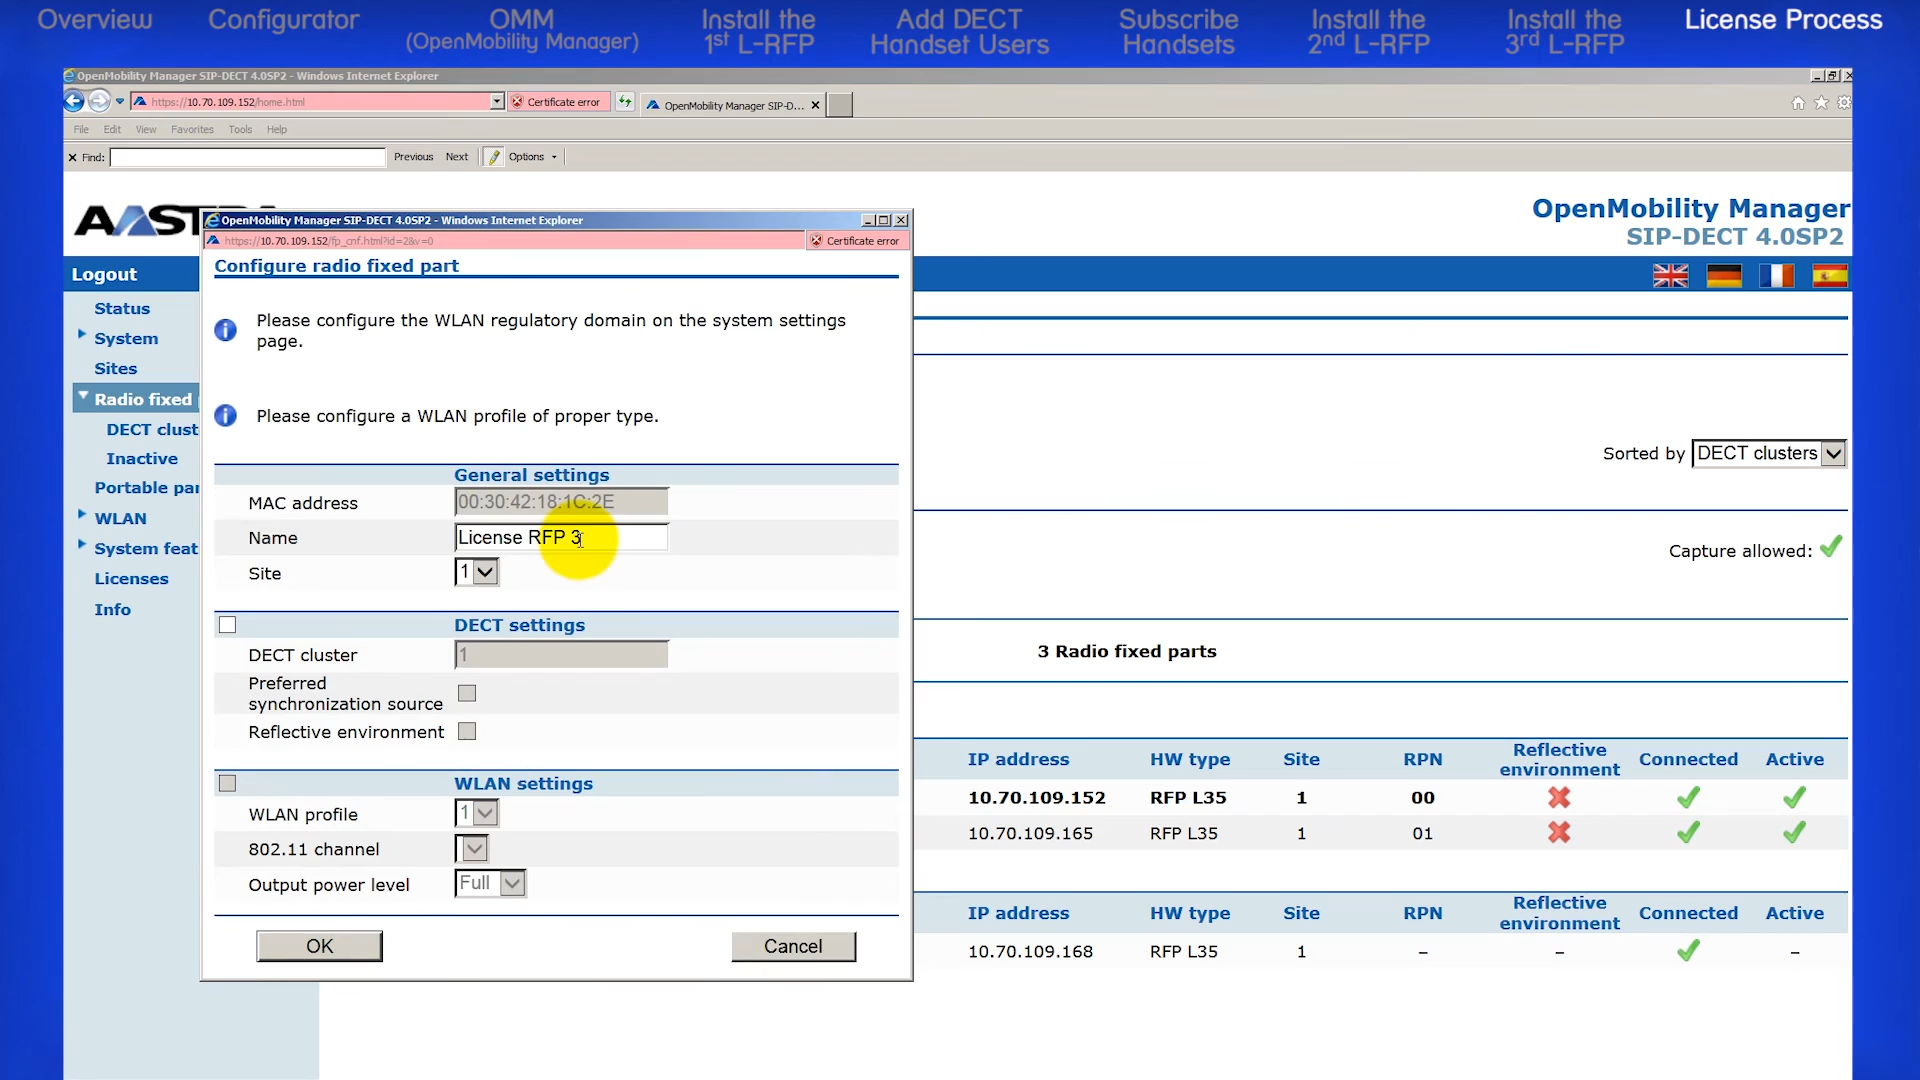 Overview
Configurator
OMM
(OpenMobility Manager)
Install the
1st L-RFP
Add DECT
Handset Users
Subscribe
Handsets
Install the
2nd L-RFP
Install the
3rd L-RFP
License Process
OpenMobility Manager SIP-DECT 4.0SP2 - Windows Internet Explorer
https://10.70.109.152/home.html
Certificate error
OpenMobility Manager SIP-D...
File Edit View Favorites Tools Help
Find:
Previous Next Options
AASTRA
OpenMobility Manager
SIP-DECT 4.0SP2
Logout
Status
System
Sites
Radio fixed
DECT clust
Inactive
Portable par
WLAN
System feat
Licenses
Info
OpenMobility Manager SIP-DECT 4.0SP2 - Windows Internet Explorer
https://10.70.109.152/fp_cnf.html?id=2&v=0
Certificate error
Configure radio fixed part
Please configure the WLAN regulatory domain on the system settings
page.
Please configure a WLAN profile of proper type.
General settings
MAC address 00:30:42:18:1C:2E
Name License RFP 3
Site 1
DECT settings
DECT cluster 1
Preferred
synchronization source
Reflective environment
WLAN settings
WLAN profile 1
802.11 channel
Output power level Full
OK Cancel
Sorted by DECT clusters
Capture allowed:
3 Radio fixed parts
IP address HW type Site RPN Reflective environment Connected Active
10.70.109.152 RFP L35 1 00
10.70.109.165 RFP L35 1 01
IP address HW type Site RPN Reflective environment Connected Active
10.70.109.168 RFP L35 1 – – –